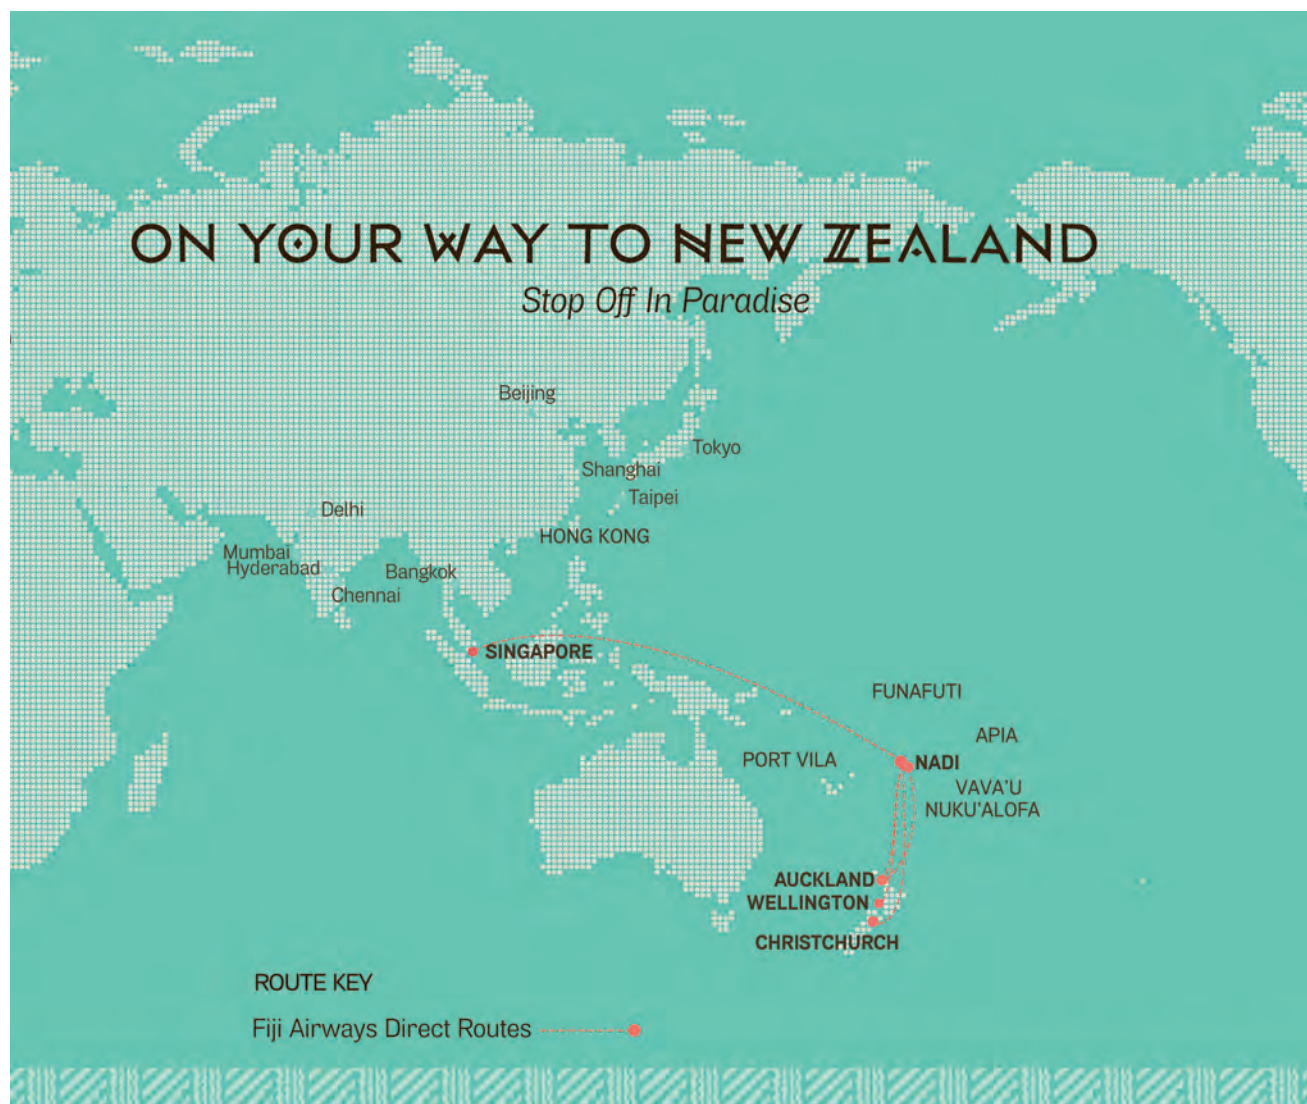 ON YOUR WAY TO NEW ZEALAND
Stop Off In Paradise
Beijing
Tokyo
Shanghai
Taipei
Delhi
HONG KONG
Mumbai
Hyderabad
Bangkok
Chennai
SINGAPORE
FUNAFUTI
APIA
PORT VILA
NADI
VAVA'U
NUKU'ALOFA
AUCKLAND
WELLINGTON
CHRISTCHURCH
ROUTE KEY
Fiji Airways Direct Routes